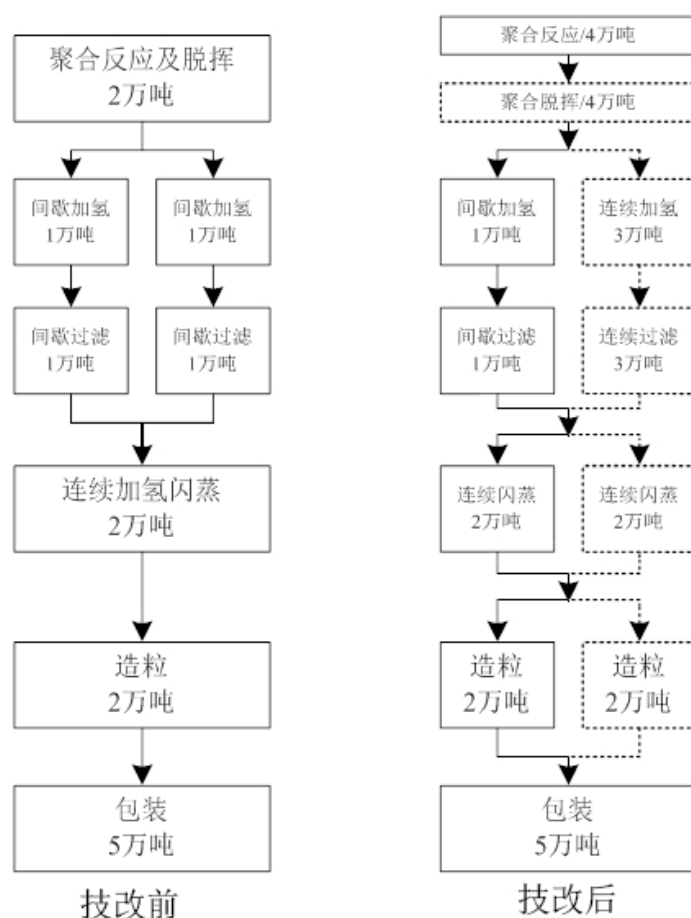 聚合反应及脱挥
2万吨
间歇加氢
1万吨
间歇加氢
1万吨
间歇过滤
1万吨
间歇过滤
1万吨
连续加氢闪蒸
2万吨
造粒
2万吨
包装
5万吨
技改前
聚合反应/4万吨
聚合脱挥/4万吨
间歇加氢
1万吨
连续加氢
3万吨
间歇过滤
1万吨
连续过滤
3万吨
连续闪蒸
2万吨
连续闪蒸
2万吨
造粒
2万吨
造粒
2万吨
包装
5万吨
技改后